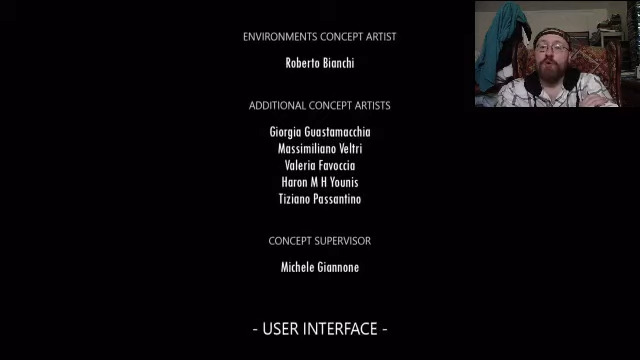 ENVIRONMENTS CONCEPT ARTIST
Roberto Bianchi
ADDITIONAL CONCEPT ARTISTS
Giorgia Guastamacchia
Massimiliano Veltri
Valeria Favoccia
Haron M H Younis
Tiziano Passantino
CONCEPT SUPERVISOR
Michele Giannone
- USER INTERFACE -